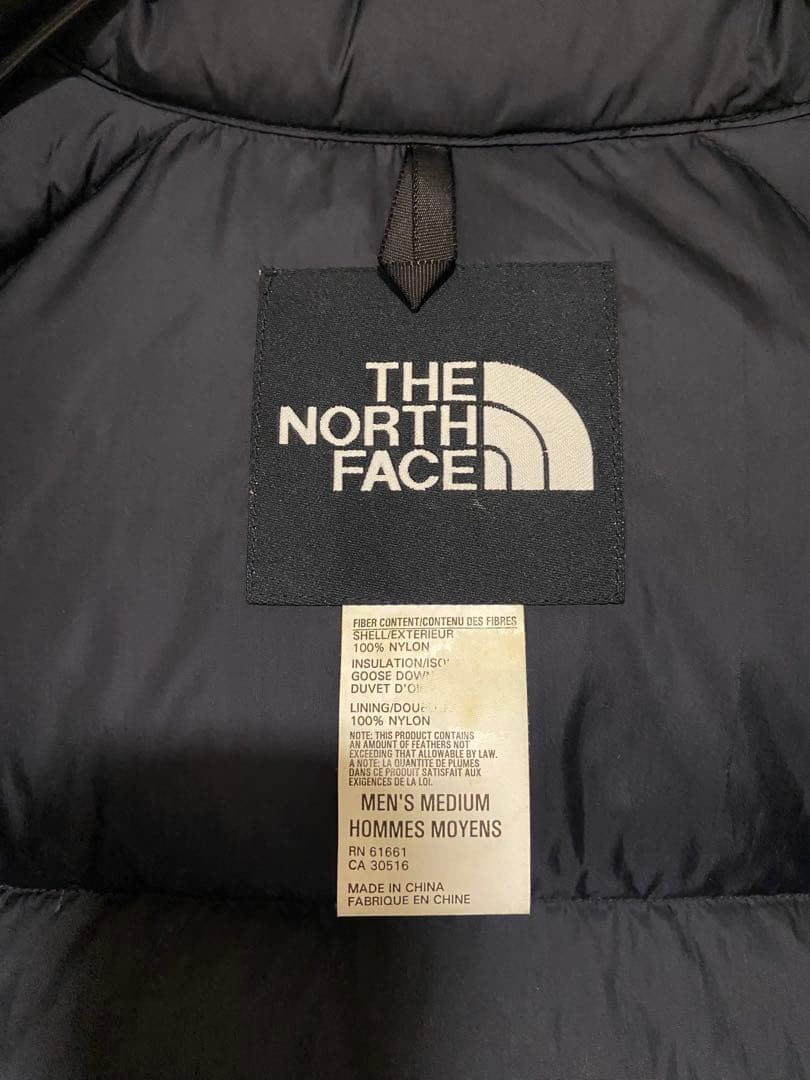 THE
NORTH
FACE
FIBER CONTENT/CONTENU DES FIBRES
SHELL/EXTERIEUR
100% NYLON
INSULATION/ISO
GOOSE DOWN
DUVET D'OI
LINING/DOU
100% NYLON
NOTE: THIS PRODUCT CONTAINS
AN AMOUNT OF FEATHERS NOT
EXCEEDING THAT ALLOWABLE BY LAW.
A NOTE: LA QUANTITE DE PLUMES
DANS CE PRODUIT SATISFAIT AUX
EXIGENCES DE LA LOI.
MEN'S MEDIUM
HOMMES MOYENS
RN 61661
CA 30516
MADE IN CHINA
FABRIQUE EN CHINE